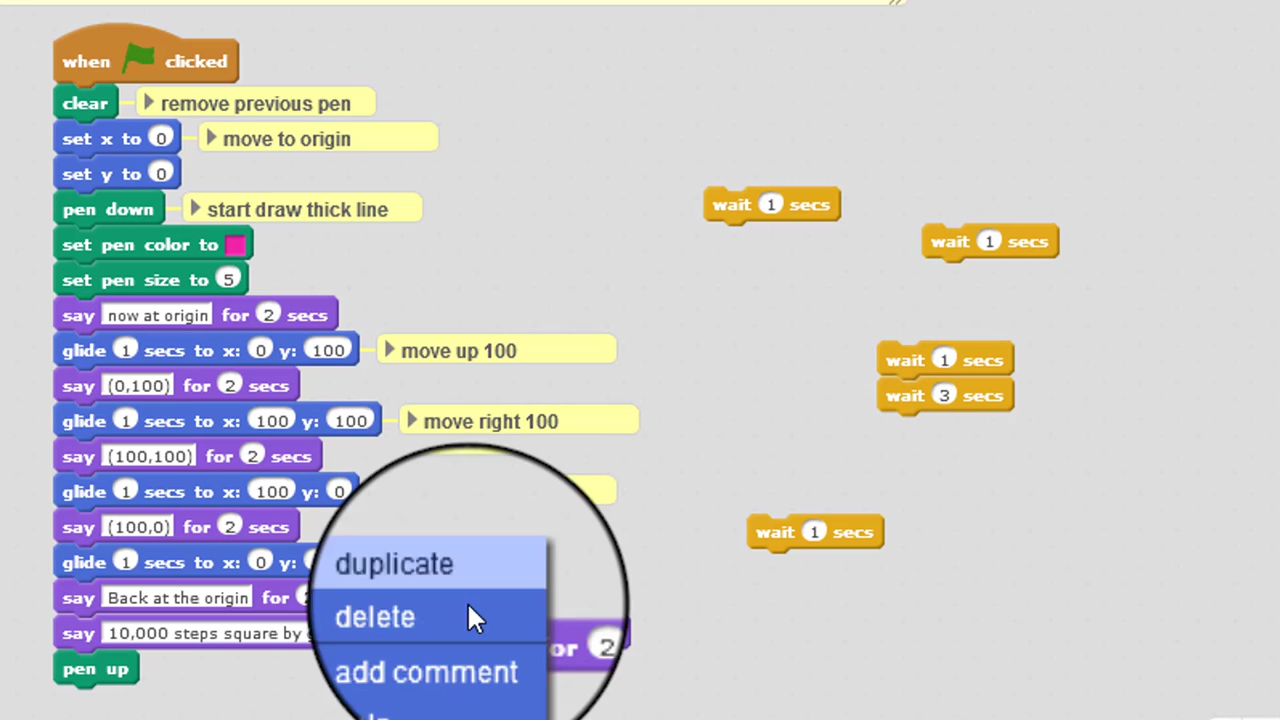 when clicked
clear remove previous pen
set x to 0 move to origin
set y to 0
pen down start draw thick line
set pen color to
set pen size to 5
say now at origin for 2 secs
glide 1 secs to x: 0 y: 100 move up 100
say (0,100) for 2 secs
glide 1 secs to x: 100 y: 100 move right 100
say (100,100) for 2 secs
glide 1 secs to x: 100 y: 0
say (100,0) for 2 secs
glide 1 secs to x: 0 y:
say Back at the origin for
say 10,000 steps square by
pen up
wait 1 secs
wait 1 secs
wait 1 secs
wait 3 secs
wait 1 secs
duplicate
delete
add comment
or 2